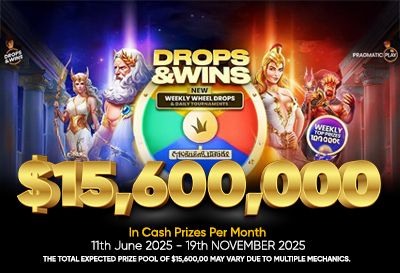 DROPS
& WINS
PRAGMATIC PLAY
DROPS
& WINS
NEW
WEEKLY WHEEL DROPS
& DAILY TOURNAMENTS
WEEKLY
TOP PRIZE
$15,600,000
In Cash Prizes Per Month
11th June 2025 - 19th NOVEMBER 2025
THE TOTAL EXPECTED PRIZE POOL OF $15,600,00 MAY VARY DUE TO MULTIPLE MECHANICS.